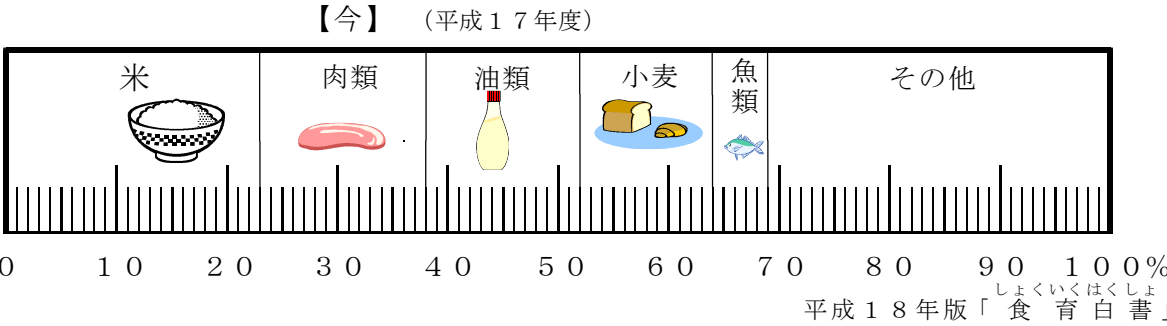 【今】 （平成１７年度）
米 肉類 油類 小麦 魚類 その他
０ １０ ２０ ３０ ４０ ５０ ６０ ７０ ８０ ９０ １００％
しょくいくはくしょ
平成１８年版「食育白書」